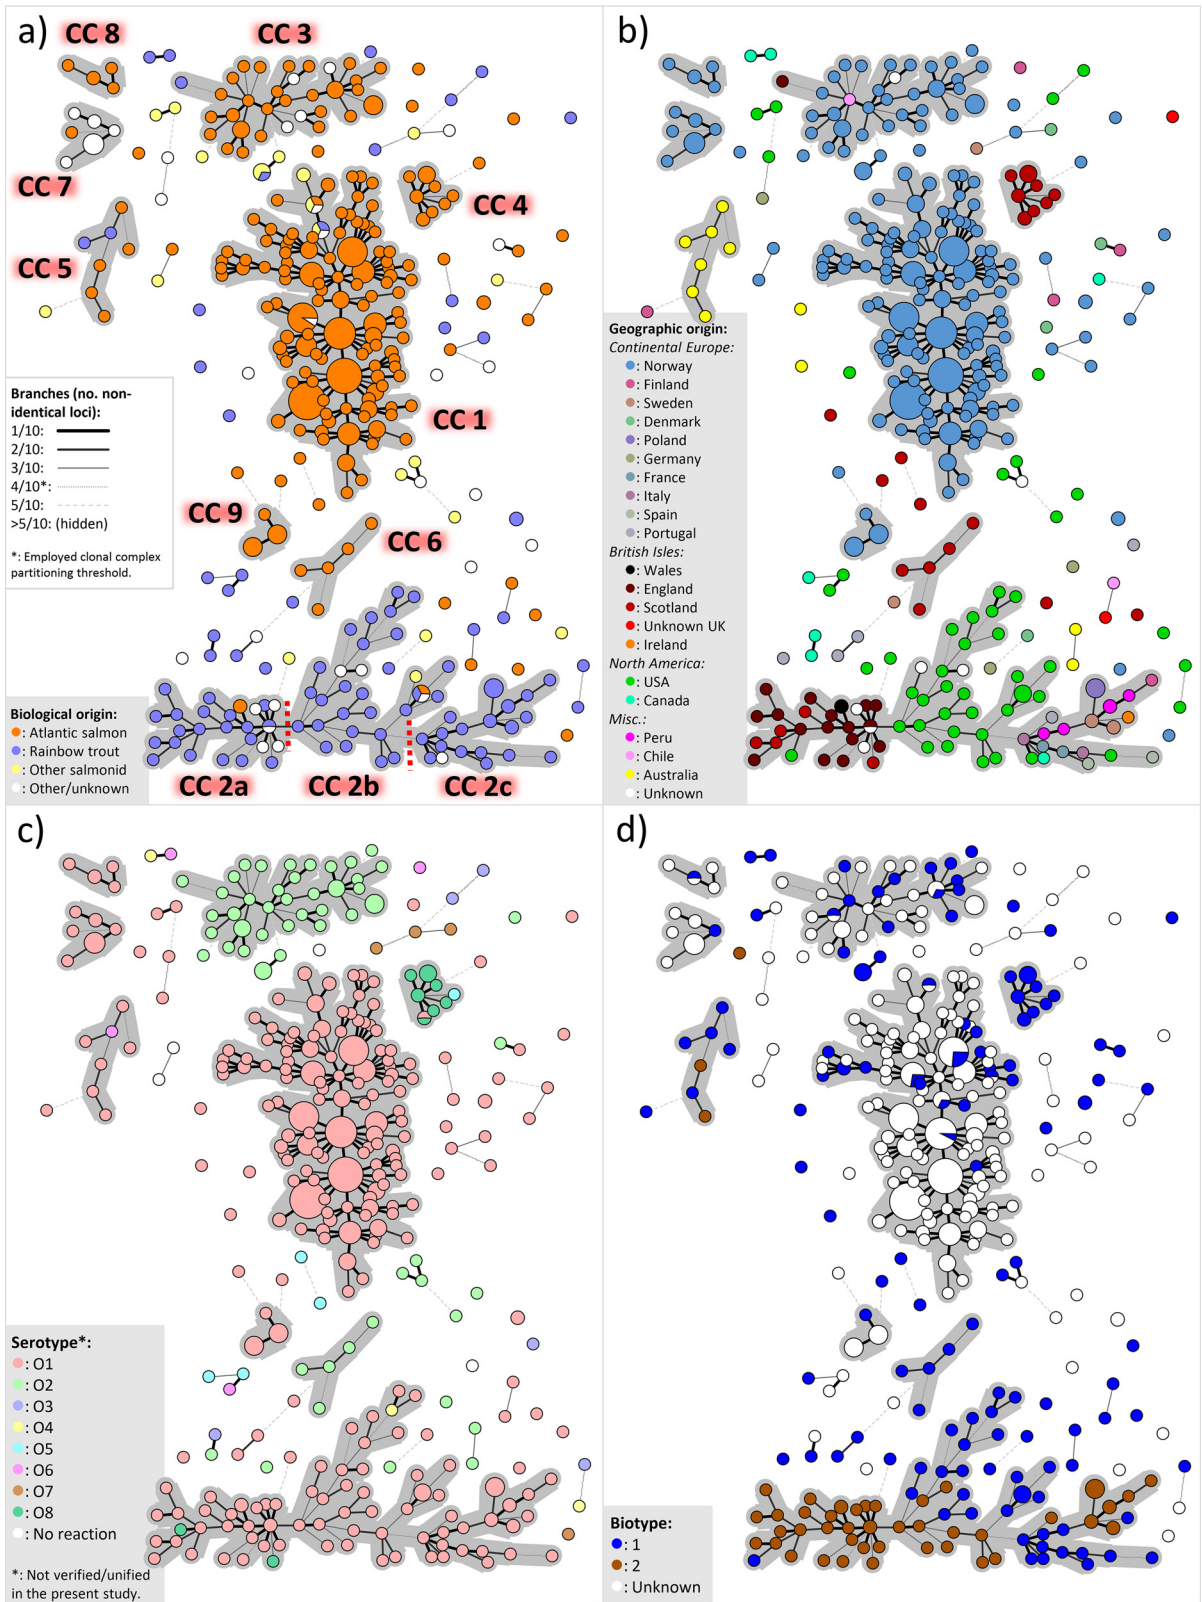 a)
CC 8
CC 3
CC 7
CC 4
CC 5
CC 1
Branches (no. non-
identical loci):
1/10:
2/10:
3/10:
4/10*:
5/10:
>5/10: (hidden)
*: Employed clonal complex
partitioning threshold.
CC 9
CC 6
Biological origin:
: Atlantic salmon
: Rainbow trout
: Other salmonid
: Other/unknown
CC 2a
CC 2b
CC 2c
b)
Geographic origin:
Continental Europe:
: Norway
: Finland
: Sweden
: Denmark
: Poland
: Germany
: France
: Italy
: Spain
: Portugal
British Isles:
: Wales
: England
: Scotland
: Unknown UK
: Ireland
North America:
: USA
: Canada
Misc.:
: Peru
: Chile
: Australia
: Unknown
c)
Serotype*:
: O1
: O2
: O3
: O4
: O5
: O6
: O7
: O8
: No reaction
*: Not verified/unified
in the present study.
d)
Biotype:
: 1
: 2
: Unknown